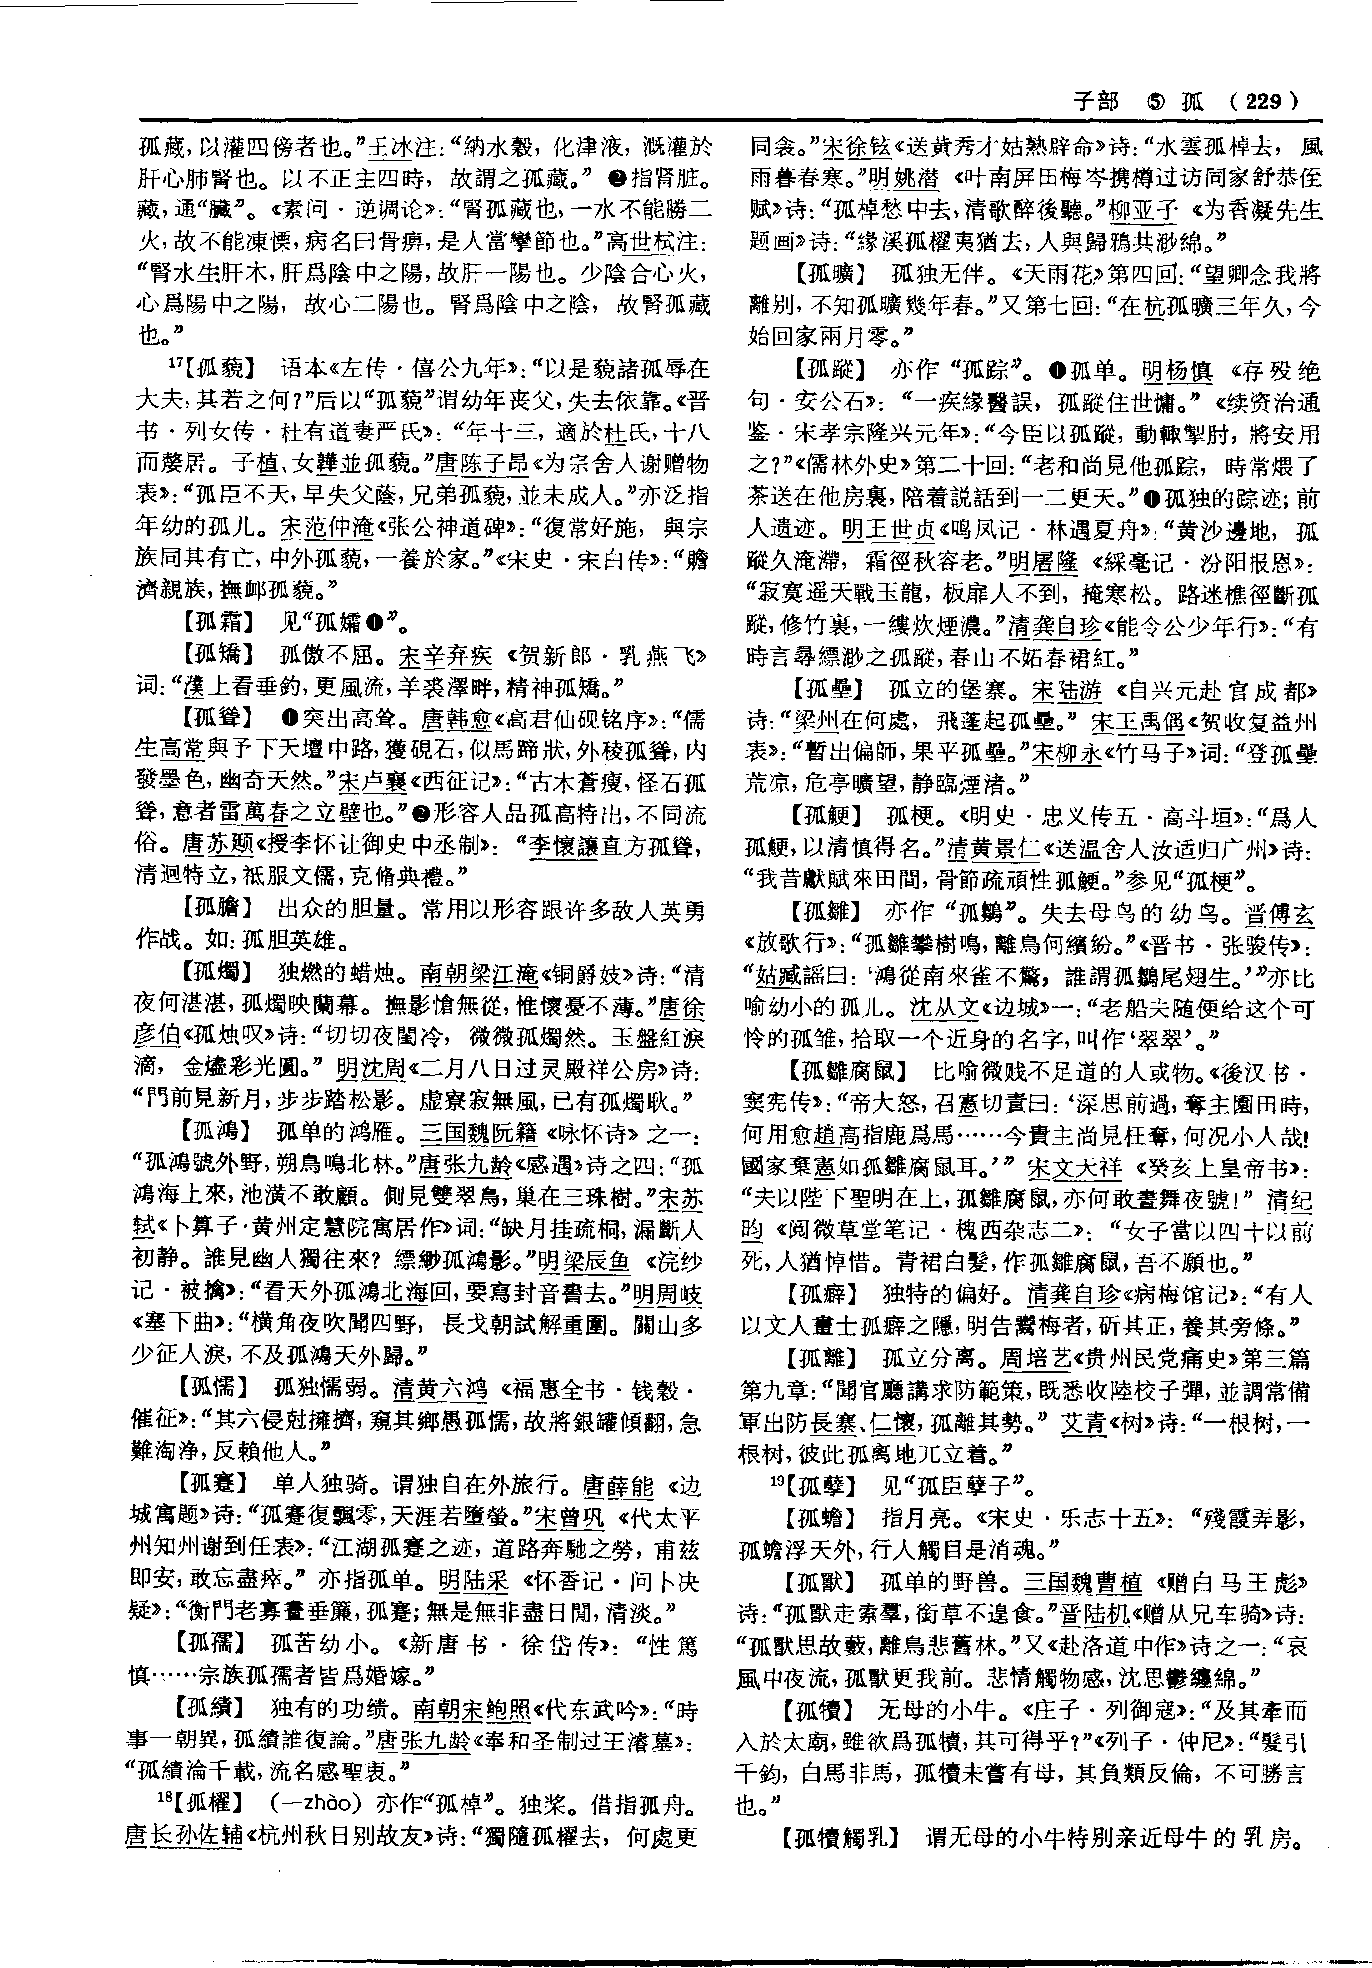 子部　⑤　孤　（229）
孤藏，以灌四傍者也。”王冰注：“納水穀，化津液，溉灌於
肝心肺腎也。以不正主四時，故謂之孤藏。”❷指肾脏。
藏，通“臟”。《素问·逆调论》：“腎孤藏也，一水不能勝二
火，故不能凍慄，病名曰骨痹，是人當攣節也。”高世栻注：
“腎水生肝木，肝爲陰中之陽，故肝一陽也。少陰合心火，
心爲陽中之陽，故心二陽也。腎爲陰中之陰，故腎孤藏
也。”
17【孤藐】　语本《左传·僖公九年》：“以是藐諸孤辱在
大夫，其若之何？”后以“孤藐”谓幼年丧父，失去依靠。《晋
书·列女传·杜有道妻严氏》：“年十三，適於杜氏，十八
而嫠居。子植、女韡並孤藐。”唐陈子昂《为宗舍人谢赠物
表》：“孤臣不天，早失父蔭，兄弟孤藐，並未成人。”亦泛指
年幼的孤儿。宋范仲淹《张公神道碑》：“復常好施，與宗
族同其有亡，中外孤藐，一養於家。”《宋史·宋白传》：“贍
濟親族，撫卹孤藐。”
【孤霜】　见“孤孀❶”。
【孤矯】　孤傲不屈。宋辛弃疾《贺新郎·乳燕飞》
词：“濮上看垂釣，更風流，羊裘澤畔，精神孤矯。”
【孤聳】　❶突出高耸。唐韩愈《高君仙砚铭序》：“儒
生高常與予下天壇中路，獲硯石，似馬蹄狀，外稜孤聳，内
發墨色，幽奇天然。”宋卢襄《西征记》：“古木蒼瘦，怪石孤
聳，意者雷萬春之立壁也。”❷形容人品孤高特出，不同流
俗。唐苏颋《授李怀让御史中丞制》：“李懷讓直方孤聳，
清迥特立，祇服文儒，克脩典禮。”
【孤膽】　出众的胆量。常用以形容跟许多敌人英勇
作战。如：孤胆英雄。
【孤燭】　独燃的蜡烛。南朝梁江淹《铜爵妓》诗：“清
夜何湛湛，孤燭映蘭幕。撫影愴無從，惟懷憂不薄。”唐徐
彦伯《孤烛叹》诗：“切切夜閨冷，微微孤燭然。玉盤紅淚
滴，金燼彩光圓。”明沈周《二月八日过灵殿祥公房》诗：
“門前見新月，步步踏松影。虚寮寂無風，已有孤燭耿。”
【孤鴻】　孤单的鸿雁。三国魏阮籍《咏怀诗》之一：
“孤鴻號外野，朔鳥鳴北林。”唐张九龄《感遇》诗之四：“孤
鴻海上來，池潢不敢顧。側見雙翠鳥，巢在三珠樹。”宋苏
轼《卜算子·黄州定慧院寓居作》词：“缺月挂疏桐，漏斷人
初静。誰見幽人獨往來？縹緲孤鴻影。”明梁辰鱼《浣纱
记·被擒》：“看天外孤鴻北海回，要寫封音書去。”明周岐
《塞下曲》：“横角夜吹聞四野，長戈朝試解重圍。關山多
少征人淚，不及孤鴻天外歸。”
【孤懦】　孤独懦弱。清黄六鸿《福惠全书·钱穀·
催征》：“其六侵尅擁擠，窺其鄉愚孤懦，故將銀罐傾翻，急
難淘净，反賴他人。”
【孤蹇】　单人独骑。谓独自在外旅行。唐薛能《边
城寓题》诗：“孤蹇復飄零，天涯若墮螢。”宋曾巩《代太平
州知州谢到任表》：“江湖孤蹇之迹，道路奔馳之勞，甫兹
即安，敢忘盡瘁。”亦指孤单。明陆采《怀香记·问卜决
疑》：“衡門老寡晝垂簾，孤蹇；無是無非盡日閒，清淡。”
【孤孺】　孤苦幼小。《新唐书·徐岱传》：“性篤
慎……宗族孤孺者皆爲婚嫁。”
【孤績】　独有的功绩。南朝宋鲍照《代东武吟》：“時
事一朝異，孤績誰復論。”唐张九龄《奉和圣制过王濬墓》：
“孤績淪千載，流名感聖衷。”
18【孤櫂】　（—zhào）亦作“孤棹”。独桨。借指孤舟。
唐长孙佐辅《杭州秋日别故友》诗：“獨隨孤櫂去，何處更
同衾。”宋徐铉《送黄秀才姑熟辟命》诗：“水雲孤棹去，風
雨暮春寒。”明姚潜《叶南屏田梅岑携樽过访同家舒恭侄
赋》诗：“孤棹愁中去，清歌醉後聽。”柳亚子《为香凝先生
题画》诗：“緣溪孤櫂夷猶去，人與歸鴉共渺綿。”
【孤曠】　孤独无伴。《天雨花》第四回：“望卿念我將
離别，不知孤曠幾年春。”又第七回：“在杭孤曠三年久，今
始回家兩月零。”
【孤蹤】　亦作“孤踪”。❶孤单。明杨慎《存殁绝
句·安公石》：“一疾緣醫誤，孤蹤住世慵。”《续资治通
鉴·宋孝宗隆兴元年》：“今臣以孤蹤，動輒掣肘，將安用
之？”《儒林外史》第二十回：“老和尚見他孤踪，時常煨了
茶送在他房裏，陪着説話到一二更天。”❶孤独的踪迹；前
人遗迹。明王世贞《鸣凤记·林遇夏舟》：“黄沙邊地，孤
蹤久淹滯，霜徑秋容老。”明屠隆《綵毫记·汾阳报恩》：
“寂寞遥天戰玉龍，板扉人不到，掩寒松。路迷樵徑斷孤
蹤，修竹裏，一縷炊煙濃。”清龚自珍《能令公少年行》：“有
時言尋縹渺之孤蹤，春山不妬春裙紅。”
【孤壘】　孤立的堡寨。宋陆游《自兴元赴官成都》
诗：“梁州在何處，飛蓬起孤壘。”宋王禹偁《贺收复益州
表》：“暫出偏師，果平孤壘。”宋柳永《竹马子》词：“登孤壘
荒凉，危亭曠望，静臨煙渚。”
【孤鯁】　孤梗。《明史·忠义传五·高斗垣》：“爲人
孤鯁，以清慎得名。”清黄景仁《送温舍人汝适归广州》诗：
“我昔獻賦來田間，骨節疏頑性孤鯁。”参见“孤梗”。
【孤雛】　亦作“孤鶵”。失去母鸟的幼鸟。晋傅玄
《放歌行》：“孤雛攀樹鳴，離鳥何繽紛。”《晋书·张骏传》：
“姑臧謡曰：‘鴻從南來雀不驚，誰謂孤鶵尾翅生。’”亦比
喻幼小的孤儿。沈从文《边城》一：“老船夫随便给这个可
怜的孤雏，拾取一个近身的名字，叫作‘翠翠’。”
【孤雛腐鼠】　比喻微贱不足道的人或物。《後汉书·
窦宪传》：“帝大怒，召憲切責曰：‘深思前過，奪主園田時，
何用愈趙高指鹿爲馬……今貴主尚見枉奪，何况小人哉！
國家棄憲如孤雛腐鼠耳。’”宋文天祥《癸亥上皇帝书》：
“夫以陛下聖明在上，孤雛腐鼠，亦何敢晝舞夜號！”清纪
昀《阅微草堂笔记·槐西杂志二》：“女子當以四十以前
死，人猶悼惜。青裙白髮，作孤雛腐鼠，吾不願也。”
【孤癖】　独特的偏好。清龚自珍《病梅馆记》：“有人
以文人畫士孤癖之隱，明告鬻梅者，斫其正，養其旁條。”
【孤離】　孤立分离。周培艺《贵州民党痛史》第三篇
第九章：“聞官廳講求防範策，既悉收陸校子彈，並調常備
軍出防長寨、仁懷，孤離其勢。”艾青《树》诗：“一根树，一
根树，彼此孤离地兀立着。”
19【孤孽】　见“孤臣孽子”。
【孤蟾】　指月亮。《宋史·乐志十五》：“殘霞弄影，
孤蟾浮天外，行人觸目是消魂。”
【孤獸】　孤单的野兽。三国魏曹植《赠白马王彪》
诗：“孤獸走索羣，銜草不遑食。”晋陆机《赠从兄车骑》诗：
“孤獸思故藪，離鳥悲舊林。”又《赴洛道中作》诗之一：“哀
風中夜流，孤獸更我前。悲情觸物感，沈思鬱纏綿。”
【孤犢】　无母的小牛。《庄子·列御寇》：“及其牽而
入於太廟，雖欲爲孤犢，其可得乎？”《列子·仲尼》：“髮引
千鈞，白馬非馬，孤犢未嘗有母，其負類反倫，不可勝言
也。”
【孤犢觸乳】　谓无母的小牛特别亲近母牛的乳房。